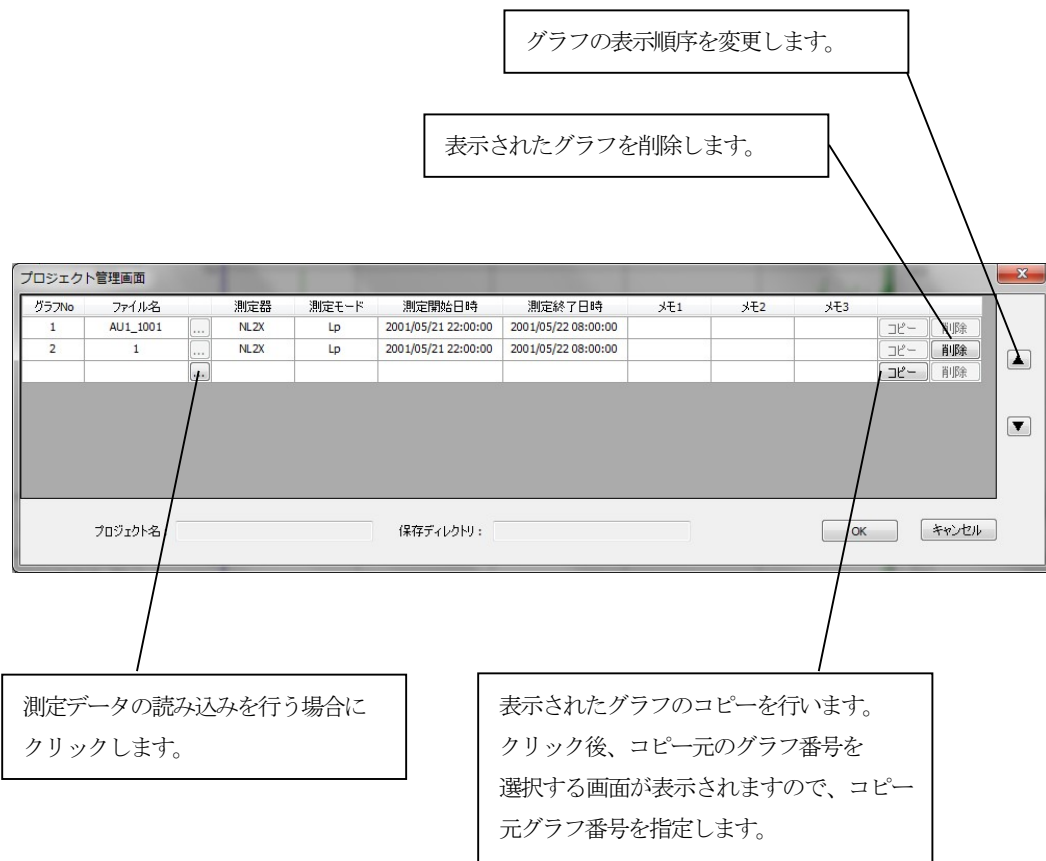 グラフの表示順序を変更します。
表示されたグラフを削除します。
プロジェクト管理画面
グラフNo ファイル名 測定器 測定モード 測定開始日時 測定終了日時 メモ1 メモ2 メモ3
1 AU1_1001 ... NL2X Lp 2001/05/21 22:00:00 2001/05/22 08:00:00 コピー 削除
2 1 ... NL2X Lp 2001/05/21 22:00:00 2001/05/22 08:00:00 コピー 削除
... コピー 削除
▲
▼
プロジェクト名: 保存ディレクトリ: OK キャンセル
測定データの読み込みを行う場合に
クリックします。
表示されたグラフのコピーを行います。
クリック後、コピー元のグラフ番号を
選択する画面が表示されますので、コピー
元グラフ番号を指定します。